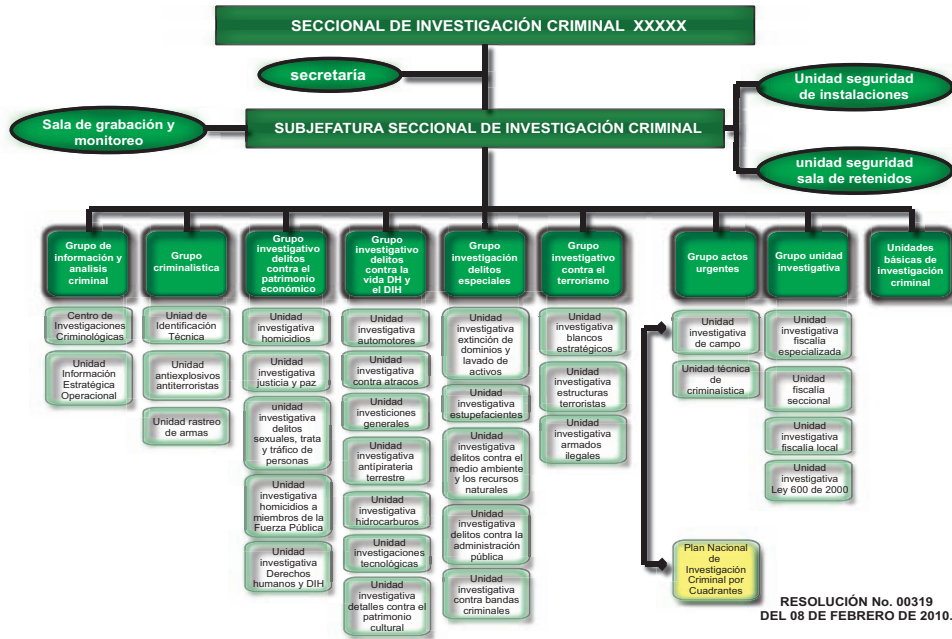 SECCIONAL DE INVESTIGACIÓN CRIMINAL XXXXX
secretaría
Unidad seguridad
de instalaciones
Sala de grabación y
monitoreo
SUBJEFATURA SECCIONAL DE INVESTIGACIÓN CRIMINAL
unidad seguridad
sala de retenidos
Grupo de
información y
analisis
criminal
Centro de
Investigaciones
Criminológicas
Unidad
Información
Estratégica
Operacional
Grupo
criminalistica
Uniad de
Identificación
Técnica
Unidad
antiexplosivos
antiterroristas
Unidad rastreo
de armas
Grupo
investigativo
delitos
contra el
patrimonio
económico
Unidad
investigativa
homicidios
Unidad
investigativa
justicia y paz
unidad
investigativa
delitos
sexuales, trata
y tráfico de
personas
Unidad
investigativa
homicidios a
miembros de la
Fuerza Pública
Unidad
investigativa
Derechos
humanos y DIH
Grupo
investigativo
delitos
contra la
vida DH y
el DIH
Unidad
investigativa
automotores
Unidad
investigativa
contra atracos
Unidad
investiciones
generales
Unidad
investigativa
antípirateria
terrestre
Unidad
investigativa
hidrocarburos
Unidad
investigaciones
tecnológicas
Unidad
investigativa
detalles contra el
patrimonio
cultural
Grupo
investigación
delitos
especiales
Unidad
investigativa
extinción de
dominios y
lavado de
activos
Unidad
investigativa
estupefacientes
Unidad
investigativa
delitos contra el
medio ambiente
y los recursos
naturales
Unidad
investigativa
delitos contra la
administración
pública
Unidad
investigativa
contra bandas
criminales
Grupo
investigativo
contra el
terrorismo
Unidad
investigativa
blancos
estratégicos
Unidad
investigativa
estructuras
terroristas
Unidad
investigativa
armados
ilegales
Grupo actos
urgentes
Unidad
investigativa
de campo
Unidad técnica
de
criminaística
Plan Nacional
de
Investigación
Criminal por
Cuadrantes
Grupo unidad
investigativa
Unidad
investigativa
fiscalía
especializada
Unidad
fiscalía
seccional
Unidad
investigativa
fiscalía local
Unidad
investigativa
Ley 600 de 2000
Unidades
básicas de
investigación
criminal
RESOLUCIÓN No. 00319
DEL 08 DE FEBRERO DE 2010.